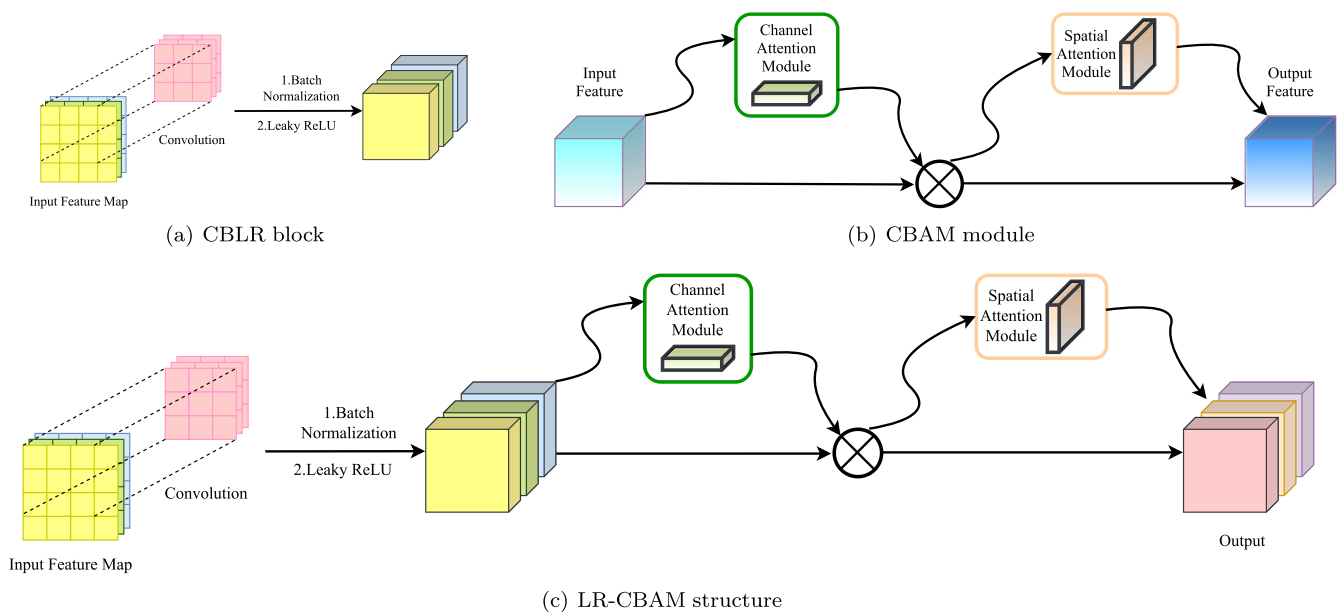 Input Feature Map
Convolution
1.Batch
Normalization
2.Leaky ReLU
(a) CBLR block
Input
Feature
Channel
Attention
Module
Spatial
Attention
Module
Output
Feature
(b) CBAM module
Input Feature Map
Convolution
1.Batch
Normalization
2.Leaky ReLU
Channel
Attention
Module
Spatial
Attention
Module
Output
(c) LR-CBAM structure